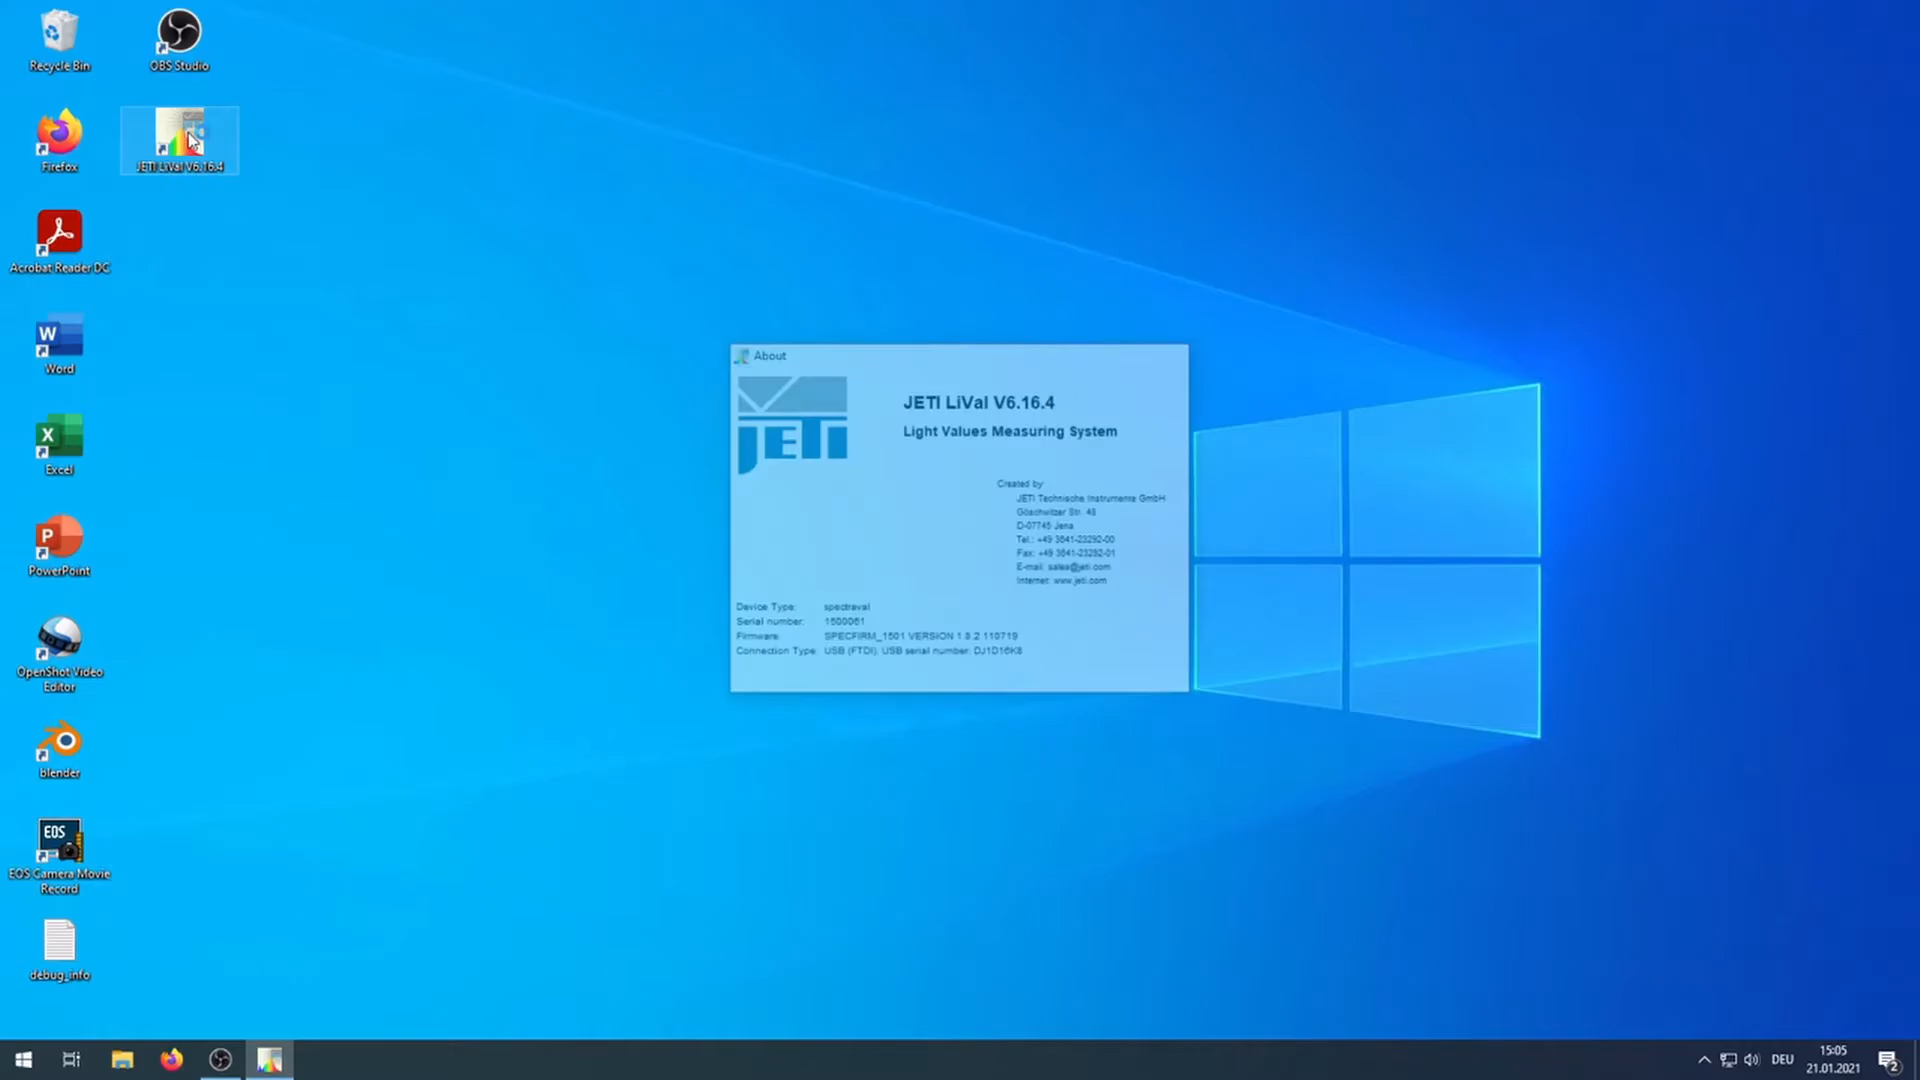 Recycle Bin
OBS Studio
Firefox
JETI LiVal V6.16.4
Acrobat Reader DC
W
Word
X
Excel
P
PowerPoint
OpenShot Video
Editor
blender
EOS
EOS Camera Movie
Record
debug_info
About
JETI
JETI LiVal V6.16.4
Light Values Measuring System
Created by:
JETI Technische Instrumente GmbH
Göschwitzer Str. 48
D-07745 Jena
Tel.: +49 3641-23292-00
Fax: +49 3641-23292-01
E-mail: sales@jeti.com
Internet: www.jeti.com
Device Type: spectraval
Serial number: 1500061
Firmware: SPECFIRM_1501 VERSION 1.8.2 110719
Connection Type: USB (FTDI); USB serial number: DJ1D16K8
DEU
15:05
21.01.2021
2